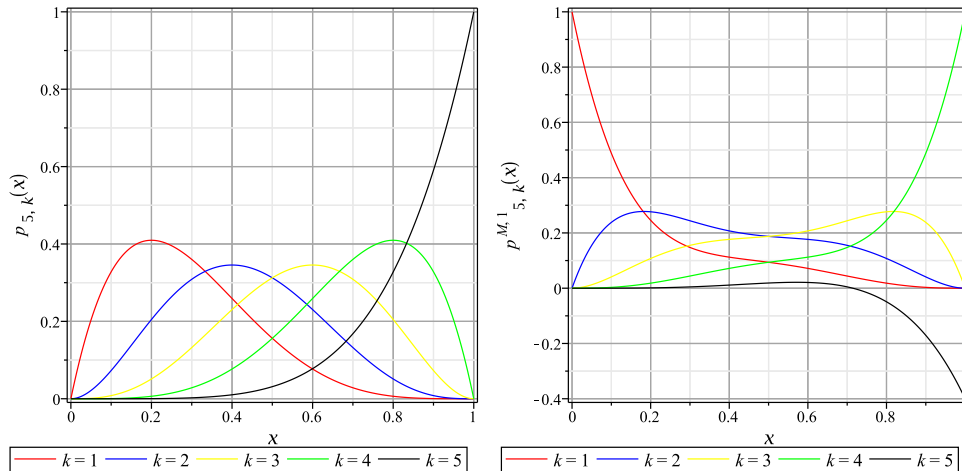 1
0.8
0.6
p 5, k (x)
0.4
0.2
0
0 0.2 0.4 0.6 0.8 1
x
k = 1 k = 2 k = 3 k = 4 k = 5
1
0.8
0.6
p M, 1 5, k (x)
0.4
0.2
0
-0.2
-0.4
0 0.2 0.4 0.6 0.8
x
k = 1 k = 2 k = 3 k = 4 k = 5